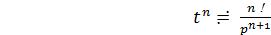 tⁿ ≓ n ! / pⁿ⁺¹